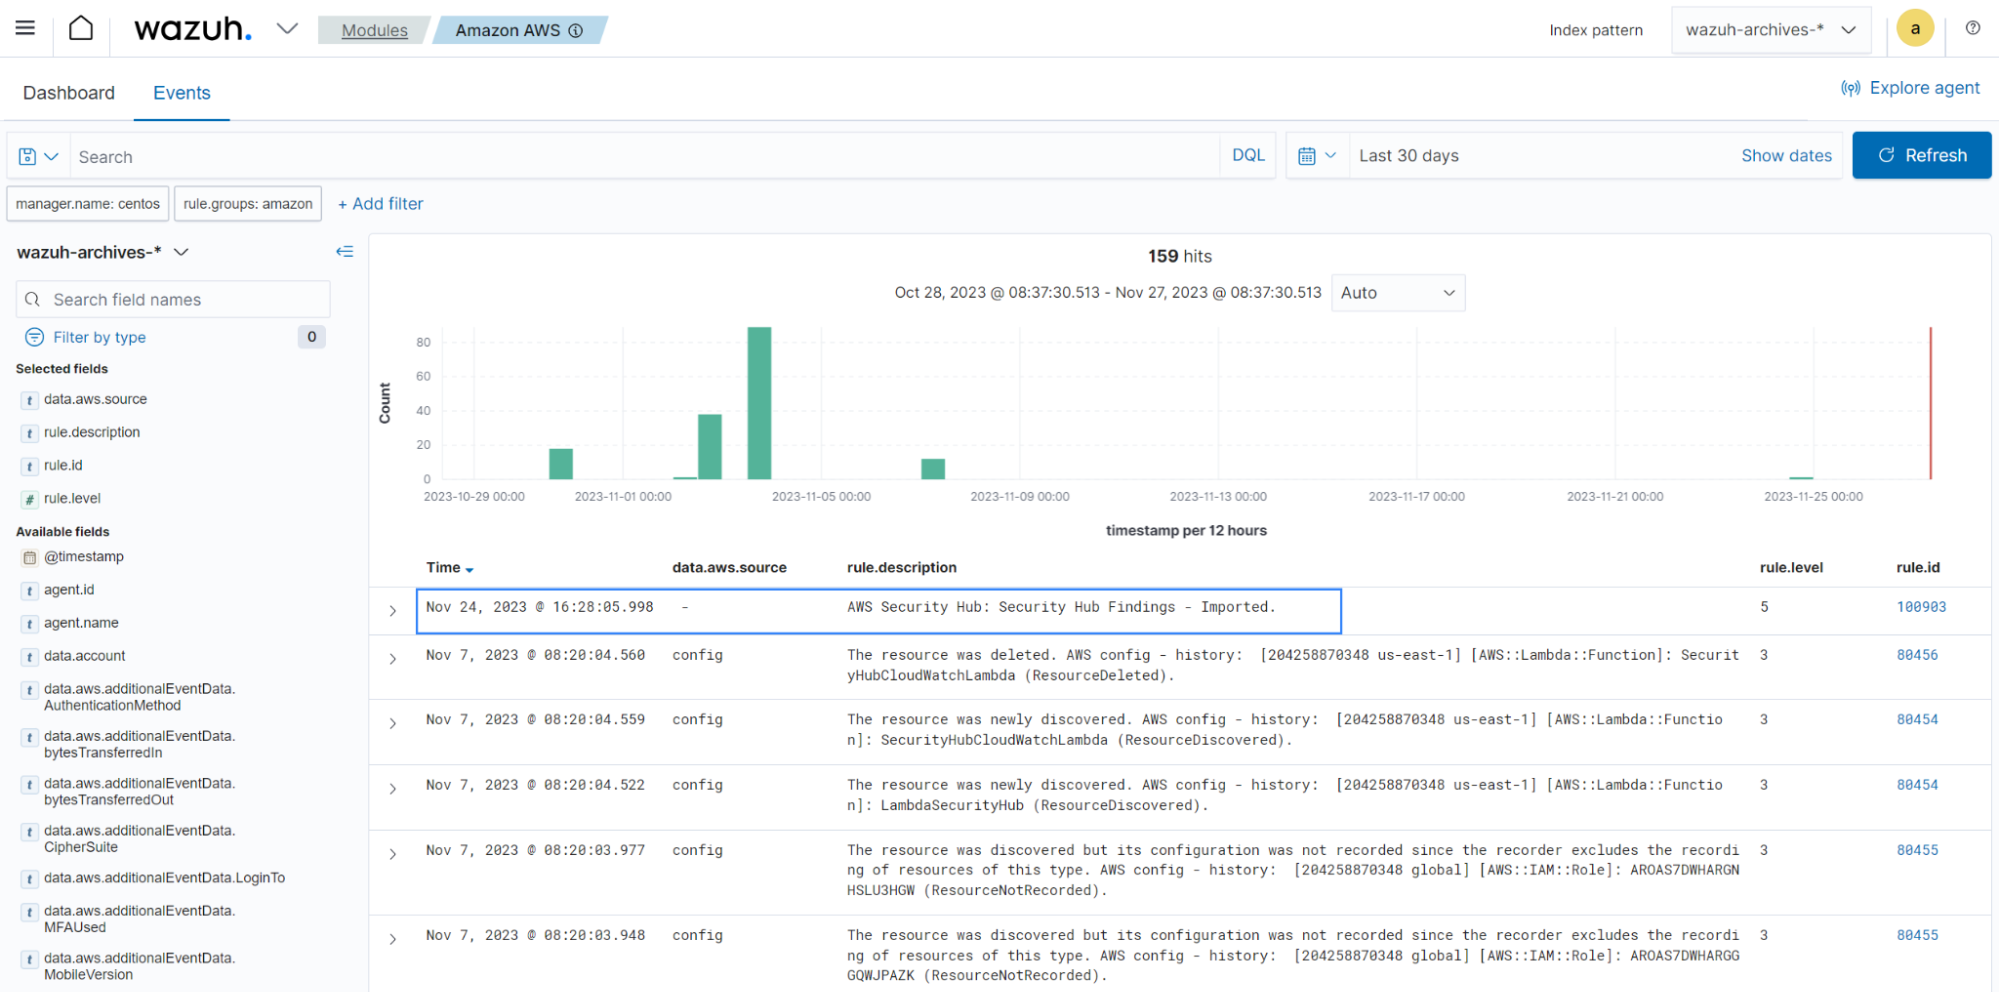 wazuh.
Modules
Amazon AWS
Index pattern
wazuh-archives-*
a
Dashboard
Events
Explore agent
Search
DQL
Last 30 days
Show dates
Refresh
manager.name: centos
rule.groups: amazon
+ Add filter
wazuh-archives-*
Search field names
Filter by type
0
Selected fields
t data.aws.source
t rule.description
t rule.id
# rule.level
Available fields
@timestamp
t agent.id
t agent.name
t data.account
t data.aws.additionalEventData.
AuthenticationMethod
t data.aws.additionalEventData.
bytesTransferredIn
t data.aws.additionalEventData.
bytesTransferredOut
t data.aws.additionalEventData.
CipherSuite
t data.aws.additionalEventData.LoginTo
t data.aws.additionalEventData.
MFAUsed
t data.aws.additionalEventData.
MobileVersion
159 hits
Oct 28, 2023 @ 08:37:30.513 - Nov 27, 2023 @ 08:37:30.513
Auto
Count
80
60
40
20
0
2023-10-29 00:00
2023-11-01 00:00
2023-11-05 00:00
2023-11-09 00:00
2023-11-13 00:00
2023-11-17 00:00
2023-11-21 00:00
2023-11-25 00:00
timestamp per 12 hours
Time data.aws.source rule.description rule.level rule.id
Nov 24, 2023 @ 16:28:05.998 - AWS Security Hub: Security Hub Findings - Imported. 5 100903
Nov 7, 2023 @ 08:20:04.560 config The resource was deleted. AWS config - history: [204258870348 us-east-1] [AWS::Lambda::Function]: Securit 3 80456
yHubCloudWatchLambda (ResourceDeleted).
Nov 7, 2023 @ 08:20:04.559 config The resource was newly discovered. AWS config - history: [204258870348 us-east-1] [AWS::Lambda::Functio 3 80454
n]: SecurityHubCloudWatchLambda (ResourceDiscovered).
Nov 7, 2023 @ 08:20:04.522 config The resource was newly discovered. AWS config - history: [204258870348 us-east-1] [AWS::Lambda::Functio 3 80454
n]: LambdaSecurityHub (ResourceDiscovered).
Nov 7, 2023 @ 08:20:03.977 config The resource was discovered but its configuration was not recorded since the recorder excludes the recordi 3 80455
ng of resources of this type. AWS config - history: [204258870348 global] [AWS::IAM::Role]: AROAS7DWHARGN
HSLU3HGW (ResourceNotRecorded).
Nov 7, 2023 @ 08:20:03.948 config The resource was discovered but its configuration was not recorded since the recorder excludes the recordi 3 80455
ng of resources of this type. AWS config - history: [204258870348 global] [AWS::IAM::Role]: AROAS7DWHARGG
GQWJPAZK (ResourceNotRecorded).